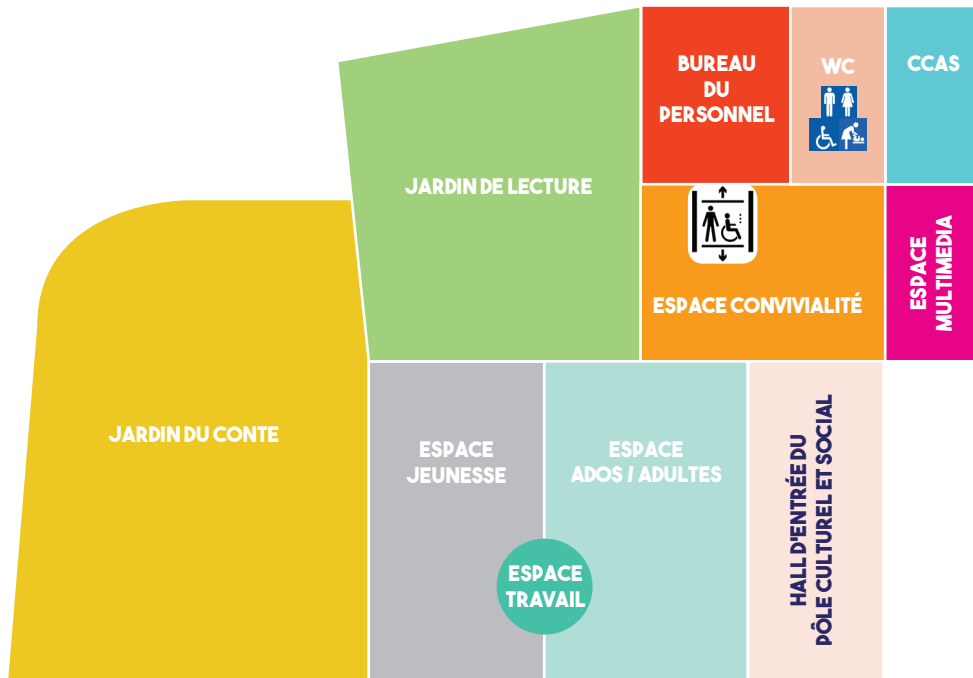 BUREAU
DU
PERSONNEL
WC
CCAS
JARDIN DE LECTURE
ESPACE
MULTIMEDIA
ESPACE CONVIVIALITÉ
JARDIN DU CONTE
ESPACE
JEUNESSE
ESPACE
ADOS / ADULTES
HALL D'ENTRÉE DU
PÔLE CULTUREL ET SOCIAL
ESPACE
TRAVAIL